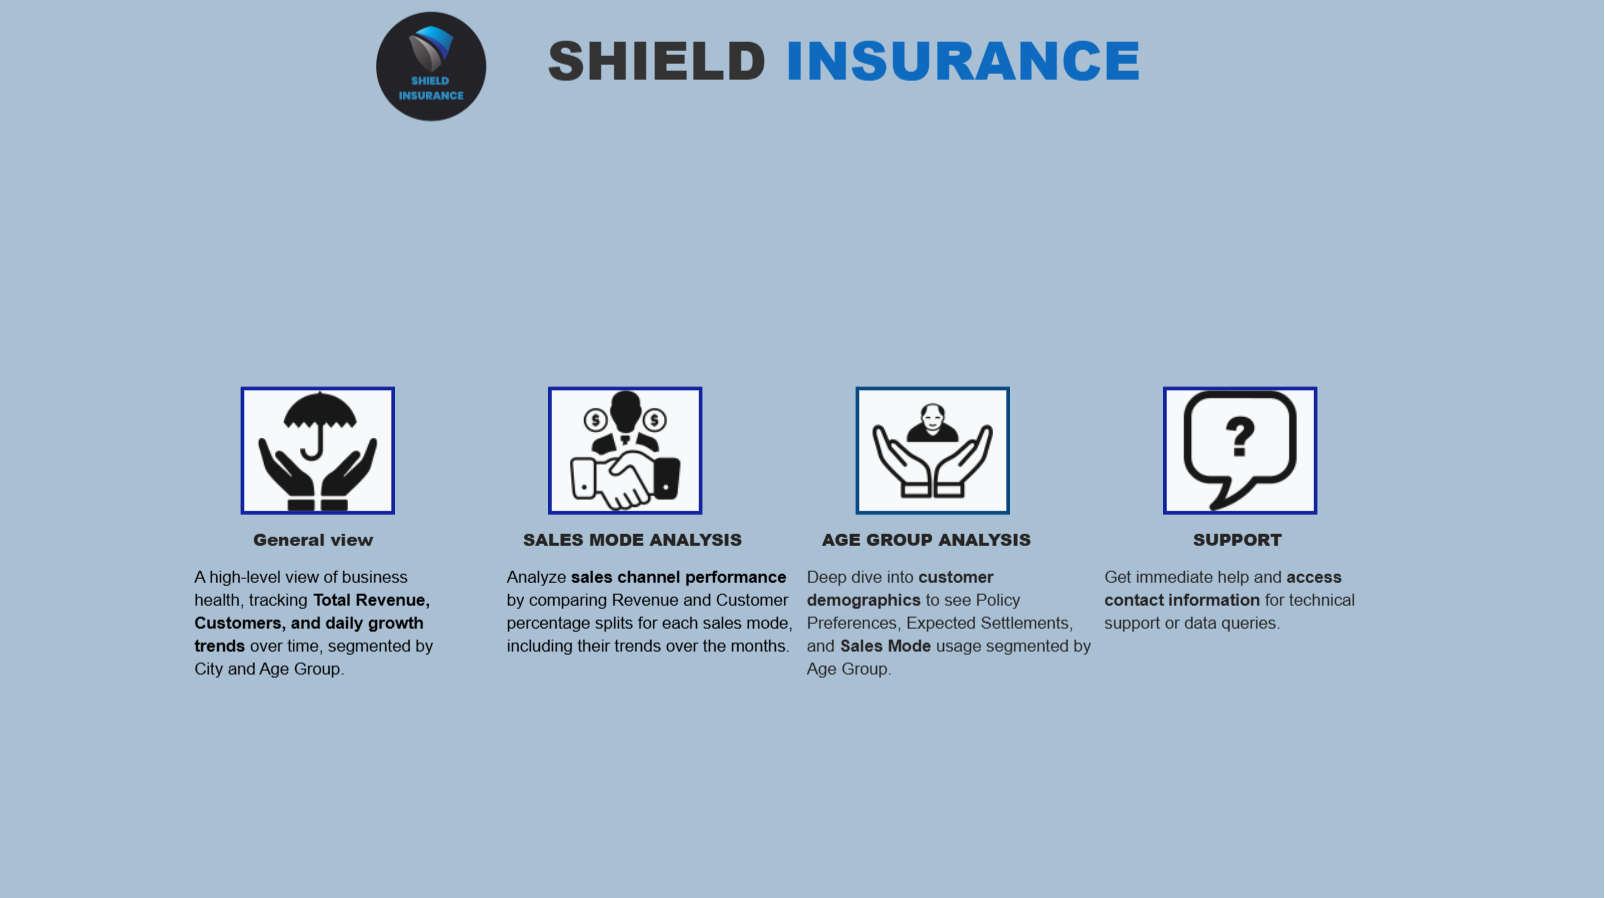 SHIELD
INSURANCE
SHIELD INSURANCE
$ $
?
General view
A high-level view of business
health, tracking Total Revenue,
Customers, and daily growth
trends over time, segmented by
City and Age Group.
SALES MODE ANALYSIS
Analyze sales channel performance
by comparing Revenue and Customer
percentage splits for each sales mode,
including their trends over the months.
AGE GROUP ANALYSIS
Deep dive into customer
demographics to see Policy
Preferences, Expected Settlements,
and Sales Mode usage segmented by
Age Group.
SUPPORT
Get immediate help and access
contact information for technical
support or data queries.